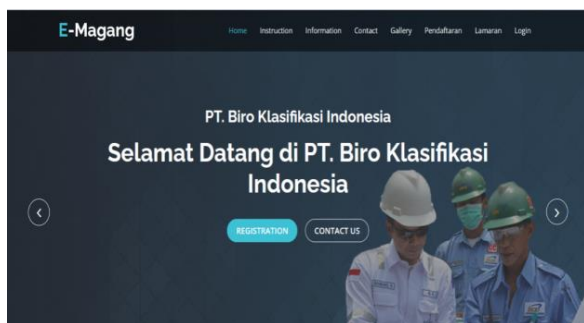 E-Magang
Home Instruction Information Contact Gallery Pendaftaran Lamaran Login
PT. Biro Klasifikasi Indonesia
Selamat Datang di PT. Biro Klasifikasi
Indonesia
REGISTRATION CONTACT US